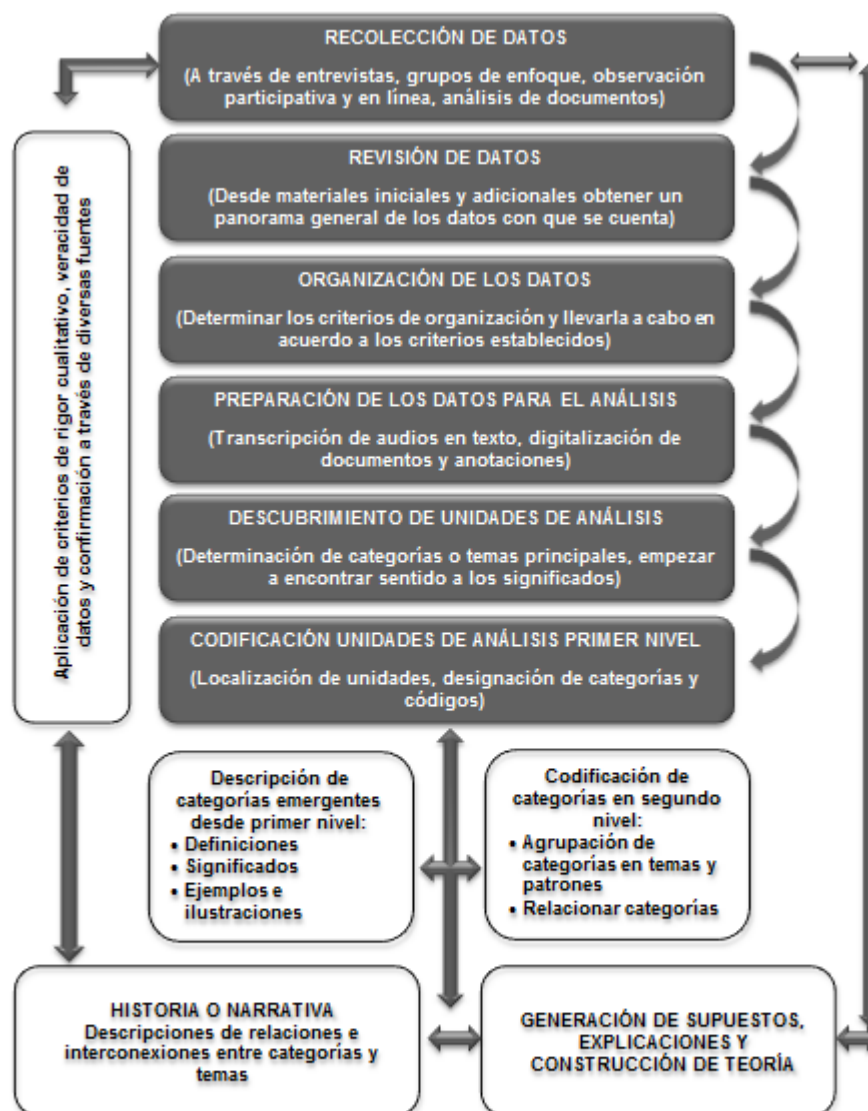 RECOLECCIÓN DE DATOS
(A través de entrevistas, grupos de enfoque, observación
participativa y en línea, análisis de documentos)
REVISIÓN DE DATOS
(Desde materiales iniciales y adicionales obtener un
panorama general de los datos con que se cuenta)
ORGANIZACIÓN DE LOS DATOS
(Determinar los criterios de organización y llevarla a cabo en
acuerdo a los criterios establecidos)
PREPARACIÓN DE LOS DATOS PARA EL ANÁLISIS
(Transcripción de audios en texto, digitalización de
documentos y anotaciones)
DESCUBRIMIENTO DE UNIDADES DE ANÁLISIS
(Determinación de categorías o temas principales, empezar
a encontrar sentido a los significados)
CODIFICACIÓN UNIDADES DE ANÁLISIS PRIMER NIVEL
(Localización de unidades, designación de categorías y
códigos)
Aplicación de criterios de rigor cualitativo, veracidad de
datos y confirmación a través de diversas fuentes
Descripción de
categorías emergentes
desde primer nivel:
• Definiciones
• Significados
• Ejemplos e
ilustraciones
Codificación de
categorías en segundo
nivel:
• Agrupación de
categorías en temas y
patrones
• Relacionar categorías
HISTORIA O NARRATIVA
Descripciones de relaciones e
interconexiones entre categorías y
temas
GENERACIÓN DE SUPUESTOS,
EXPLICACIONES Y
CONSTRUCCIÓN DE TEORÍA